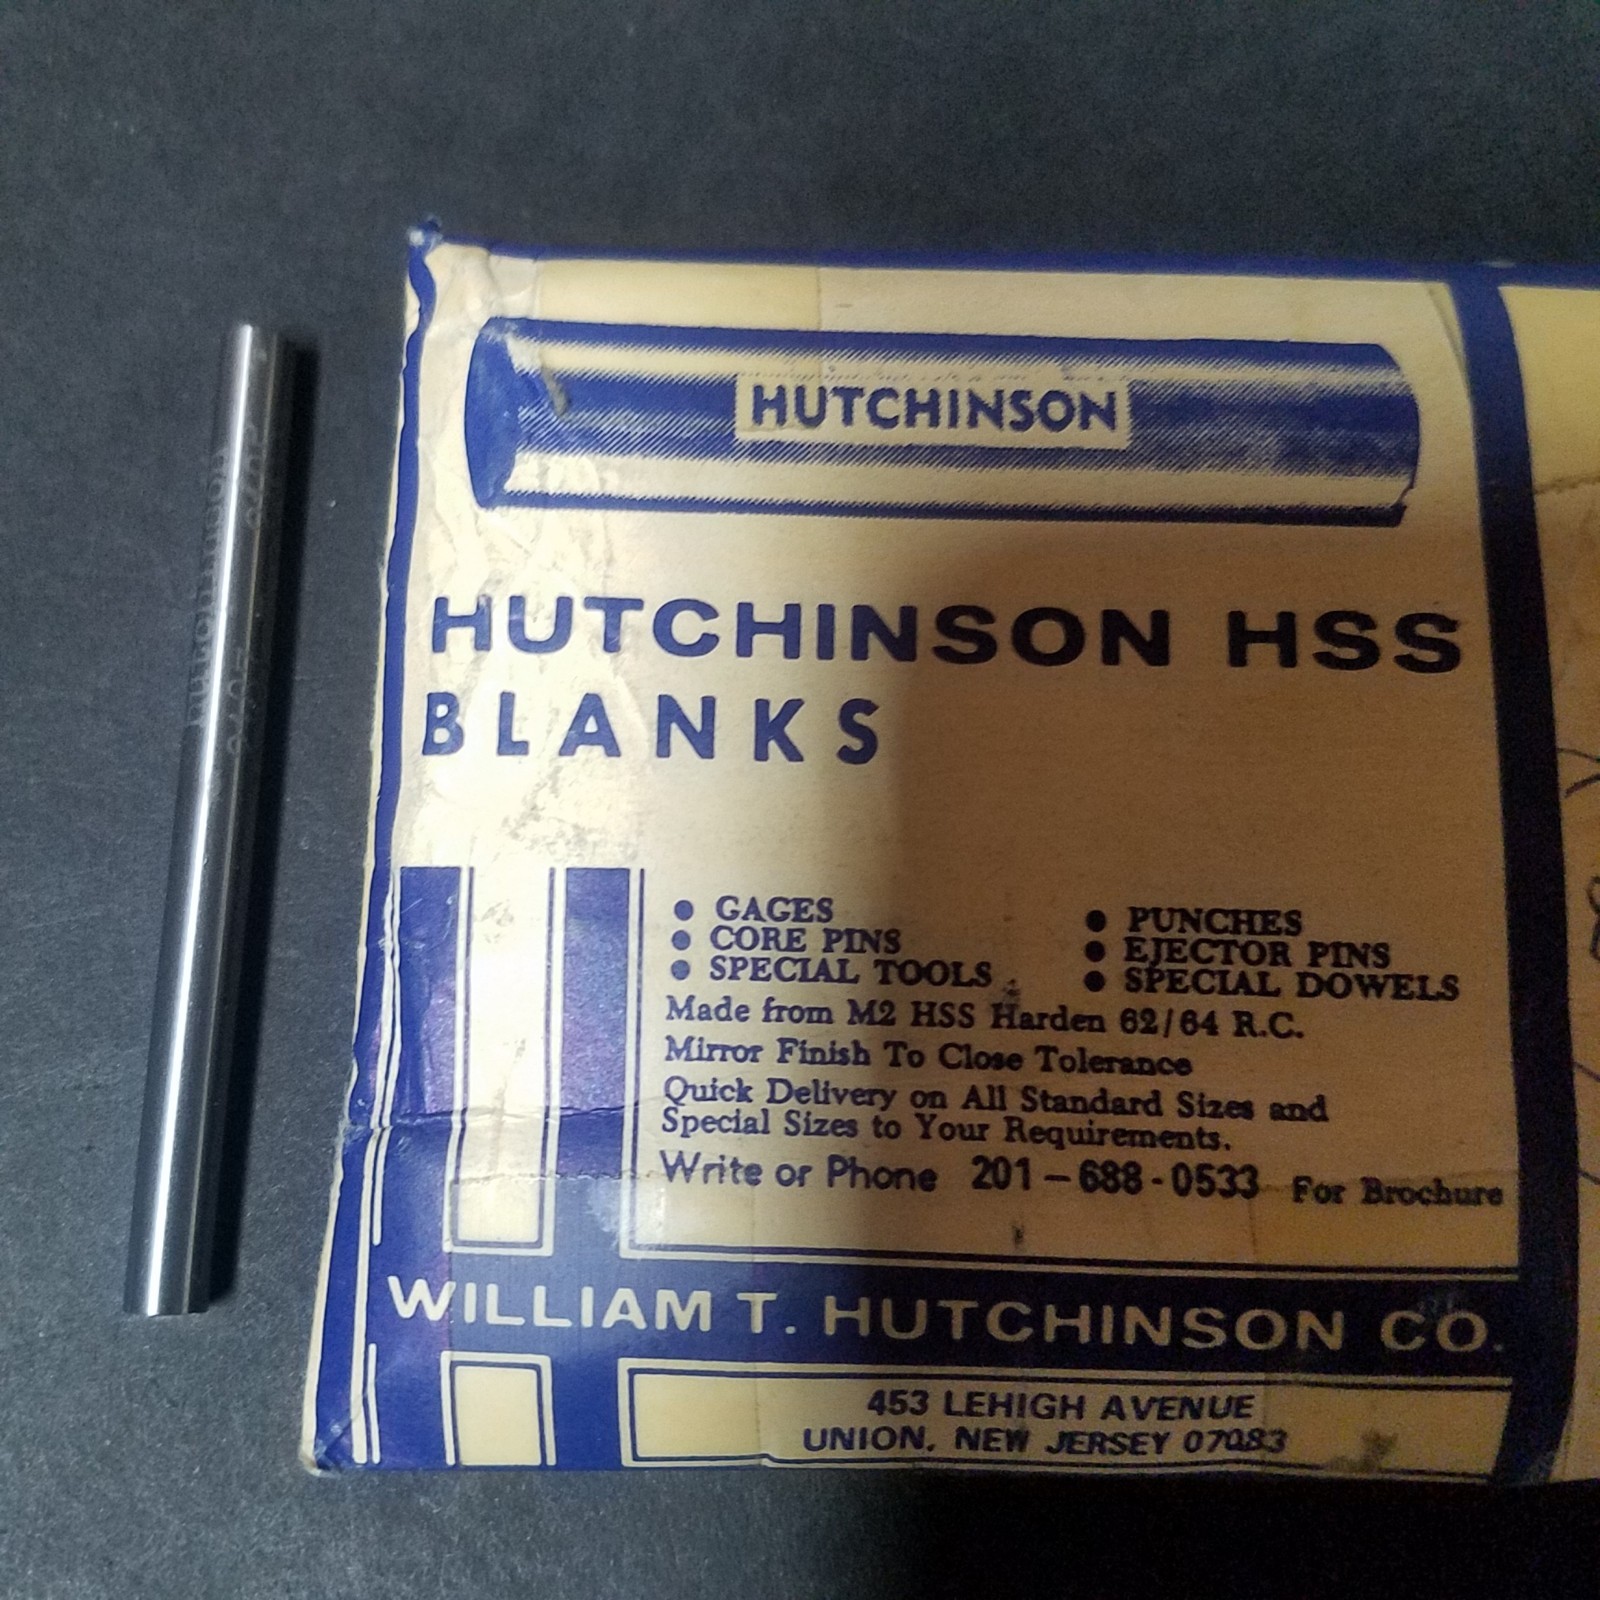 hutchinson
HUTCHINSON
HUTCHINSON HSS
BLANKS
● GAGES
● CORE PINS
● SPECIAL TOOLS
● PUNCHES
● EJECTOR PINS
● SPECIAL DOWELS
Made from M2 HSS Harden 62/64 R.C.
Mirror Finish To Close Tolerance
Quick Delivery on All Standard Sizes and
Special Sizes to Your Requirements.
Write or Phone 201-688-0533 For Brochure
WILLIAM T. HUTCHINSON CO.
453 LEHIGH AVENUE
UNION, NEW JERSEY 07083